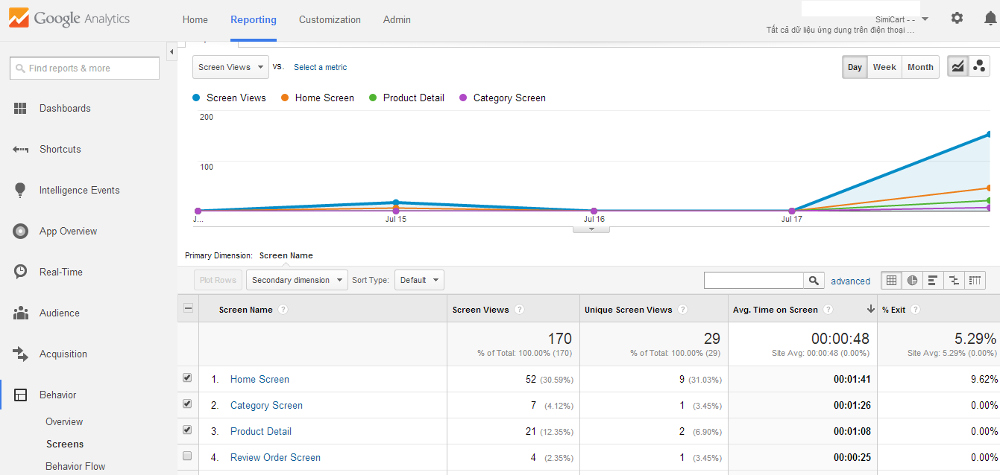 Google Analytics
Home Reporting Customization Admin
SimiCart - -
Tất cả dữ liệu ứng dụng trên điện thoại ...
Find reports & more
Dashboards
Shortcuts
Intelligence Events
App Overview
Real-Time
Audience
Acquisition
Behavior
Overview
Screens
Behavior Flow
Screen Views VS. Select a metric
Day Week Month
Screen Views Home Screen Product Detail Category Screen
200
100
J... Jul 15 Jul 16 Jul 17
Primary Dimension: Screen Name
Plot Rows Secondary dimension Sort Type: Default advanced
Screen Name ? Screen Views ? Unique Screen Views ? Avg. Time on Screen ? % Exit ?
170 29 00:00:48 5.29%
% of Total: 100.00% (170) % of Total: 100.00% (29) Site Avg: 00:00:48 (0.00%) Site Avg: 5.29% (0.00%)
1. Home Screen 52 (30.59%) 9 (31.03%) 00:01:41 9.62%
2. Category Screen 7 (4.12%) 1 (3.45%) 00:01:26 0.00%
3. Product Detail 21 (12.35%) 2 (6.90%) 00:01:08 0.00%
4. Review Order Screen 4 (2.35%) 1 (3.45%) 00:00:25 0.00%